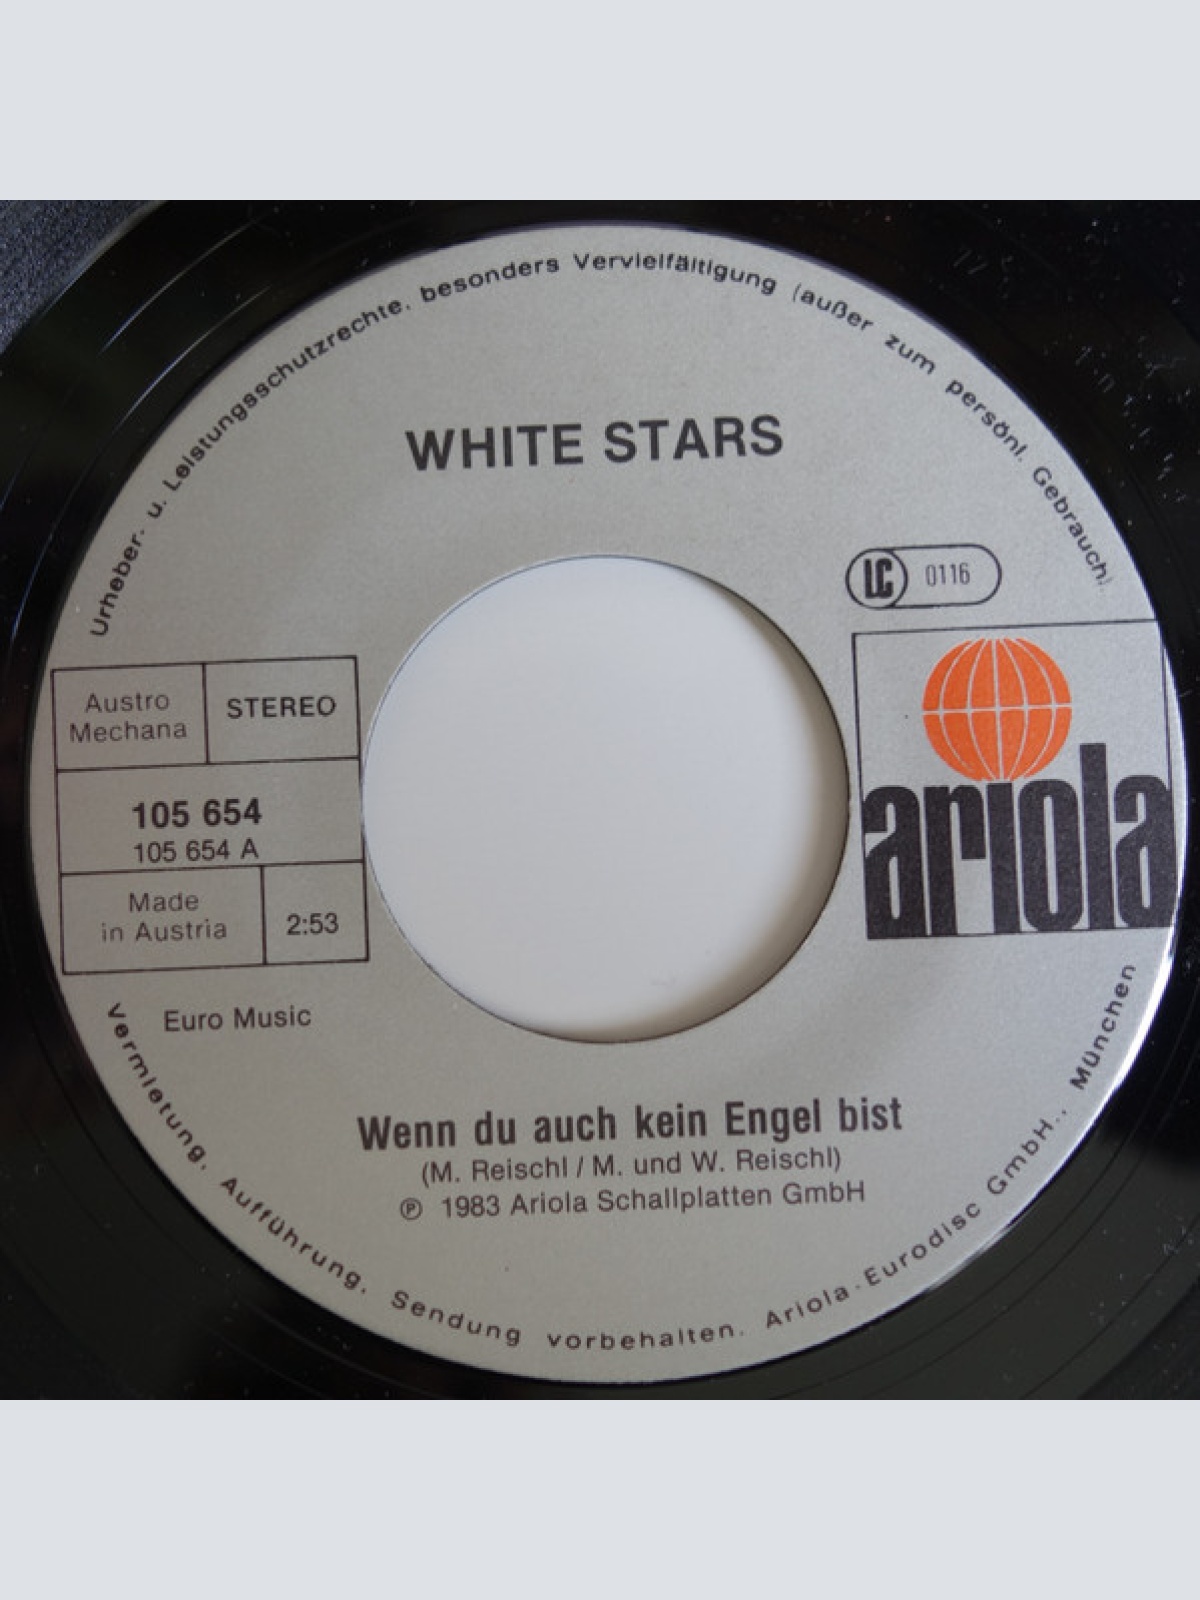 Urheber- u. Leistungsschutzrechte, besonders Vervielfältigung (außer zum persönl. Gebrauch)
WHITE STARS
LC 0116
Austro
Mechana
STEREO
ariola
105 654
105 654 A
Made
in Austria
2:53
Euro Music
Wenn du auch kein Engel bist
(M. Reischl / M. und W. Reischl)
℗ 1983 Ariola Schallplatten GmbH
Vermietung, Aufführung, Sendung vorbehalten. Ariola-Eurodisc GmbH., München